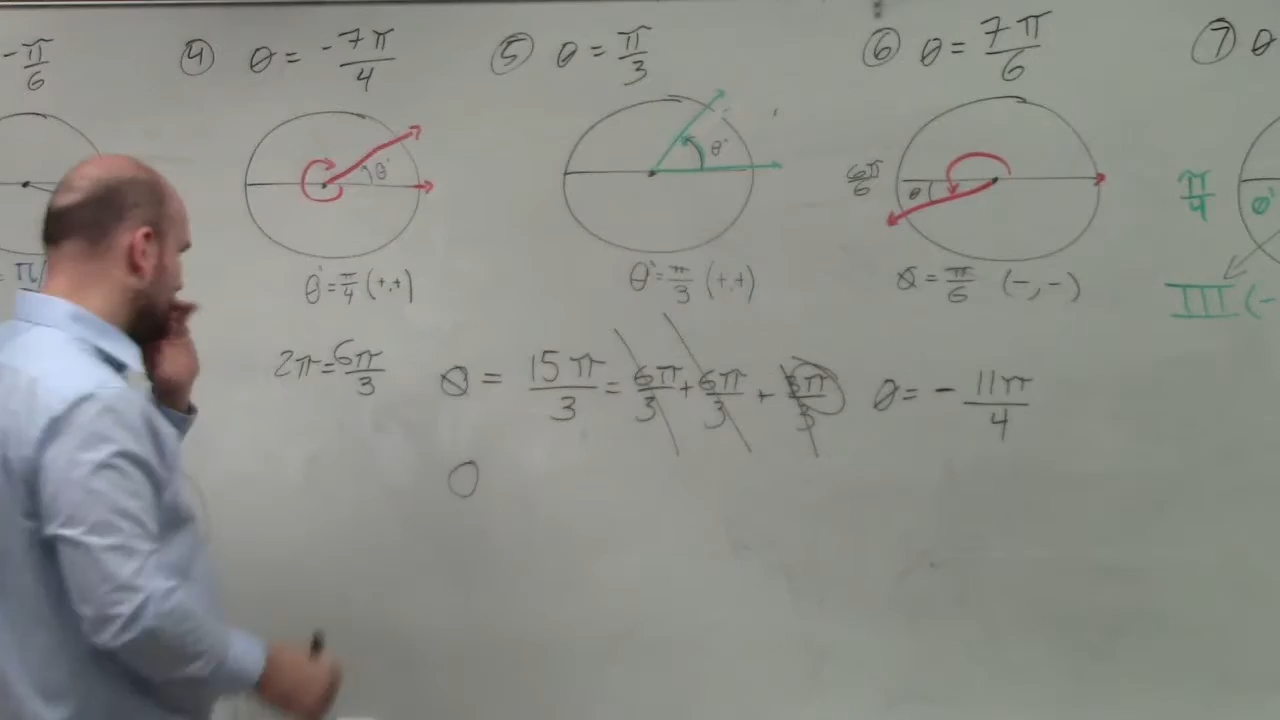 -π/6
④ θ = -7π/4
⑤ θ = π/3
⑥ θ = 7π/6
⑦ θ
θ'
θ'
6π/6
θ
π/4
θ'
θ' = π/4 (+,+)
θ' = π/3 (+,+)
θ = π/6 (-,-)
III (-
2π = 6π/3
θ = 15π/3 = 6π/3 + 6π/3 + 3π/3
θ = - 11π/4
0